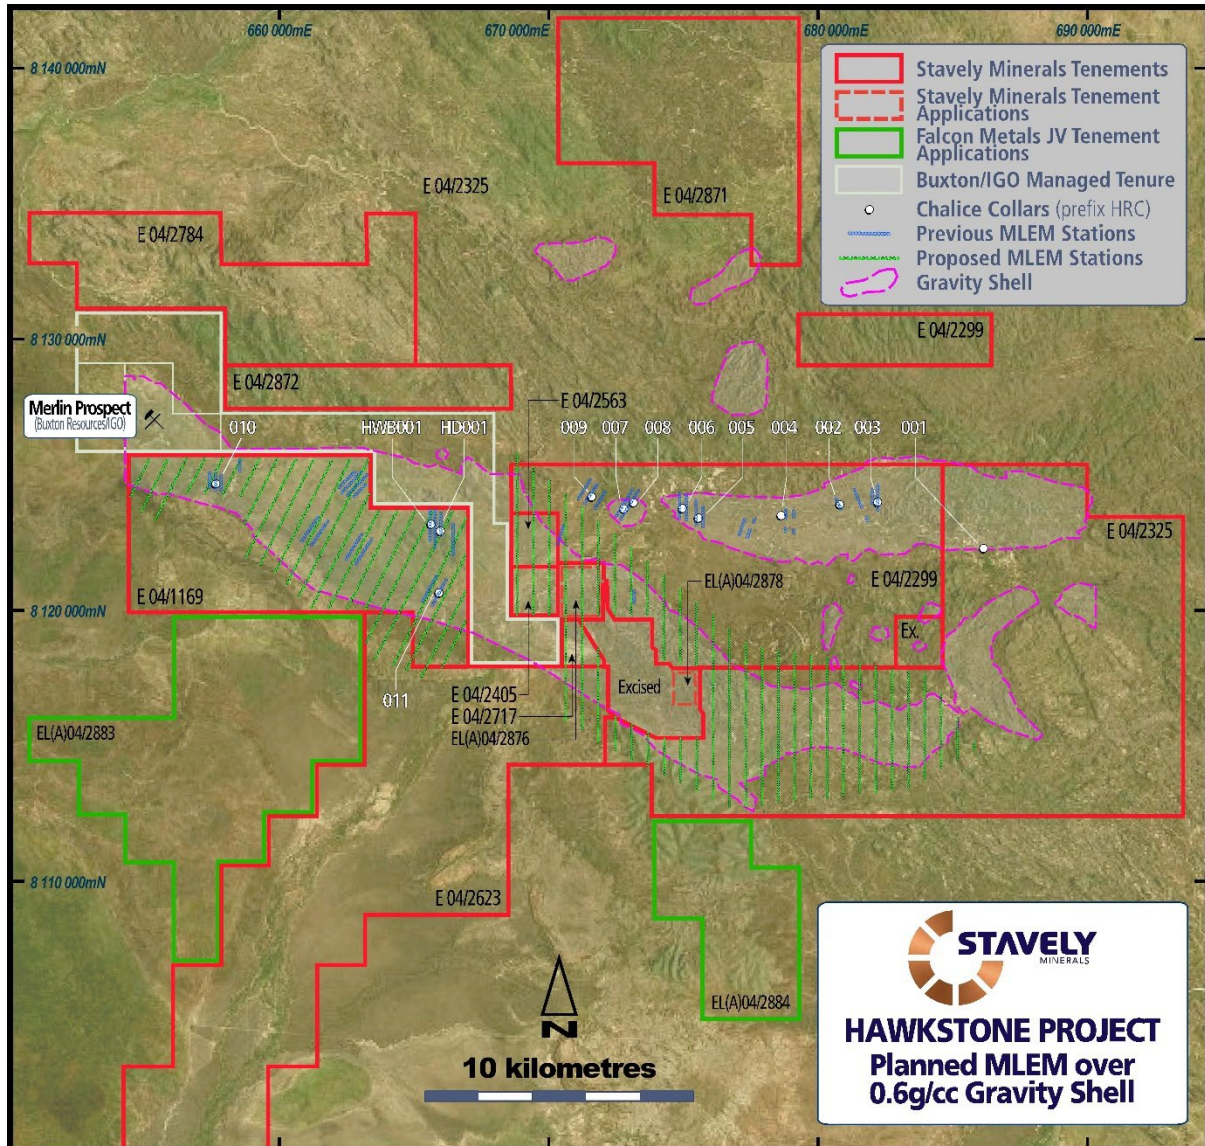 660 000mE
670 000mE
680 000mE
690 000mE
8 140 000mN
Stavely Minerals Tenements
Stavely Minerals Tenement
Applications
Falcon Metals JV Tenement
Applications
Buxton/IGO Managed Tenure
Chalice Collars (prefix HRC)
Previous MLEM Stations
Proposed MLEM Stations
Gravity Shell
E 04/2325
E 04/2871
E 04/2784
8 130 000mN
E 04/2299
E 04/2872
Merlin Prospect
(Buxton Resources/IGO)
E 04/2563
010
HD001
009
007
008
006
005
004
002
003
001
E 04/2325
E 04/1169
EL(A)04/2878
E 04/2299
8 120 000mN
Ex.
Excised
011
E 04/2405
E 04/2717
EL(A)04/2876
EL(A)04/2883
8 110 000mN
E 04/2623
EL(A)04/2884
N
10 kilometres
STAVELY
MINERALS
HAWKSTONE PROJECT
Planned MLEM over
0.6g/cc Gravity Shell